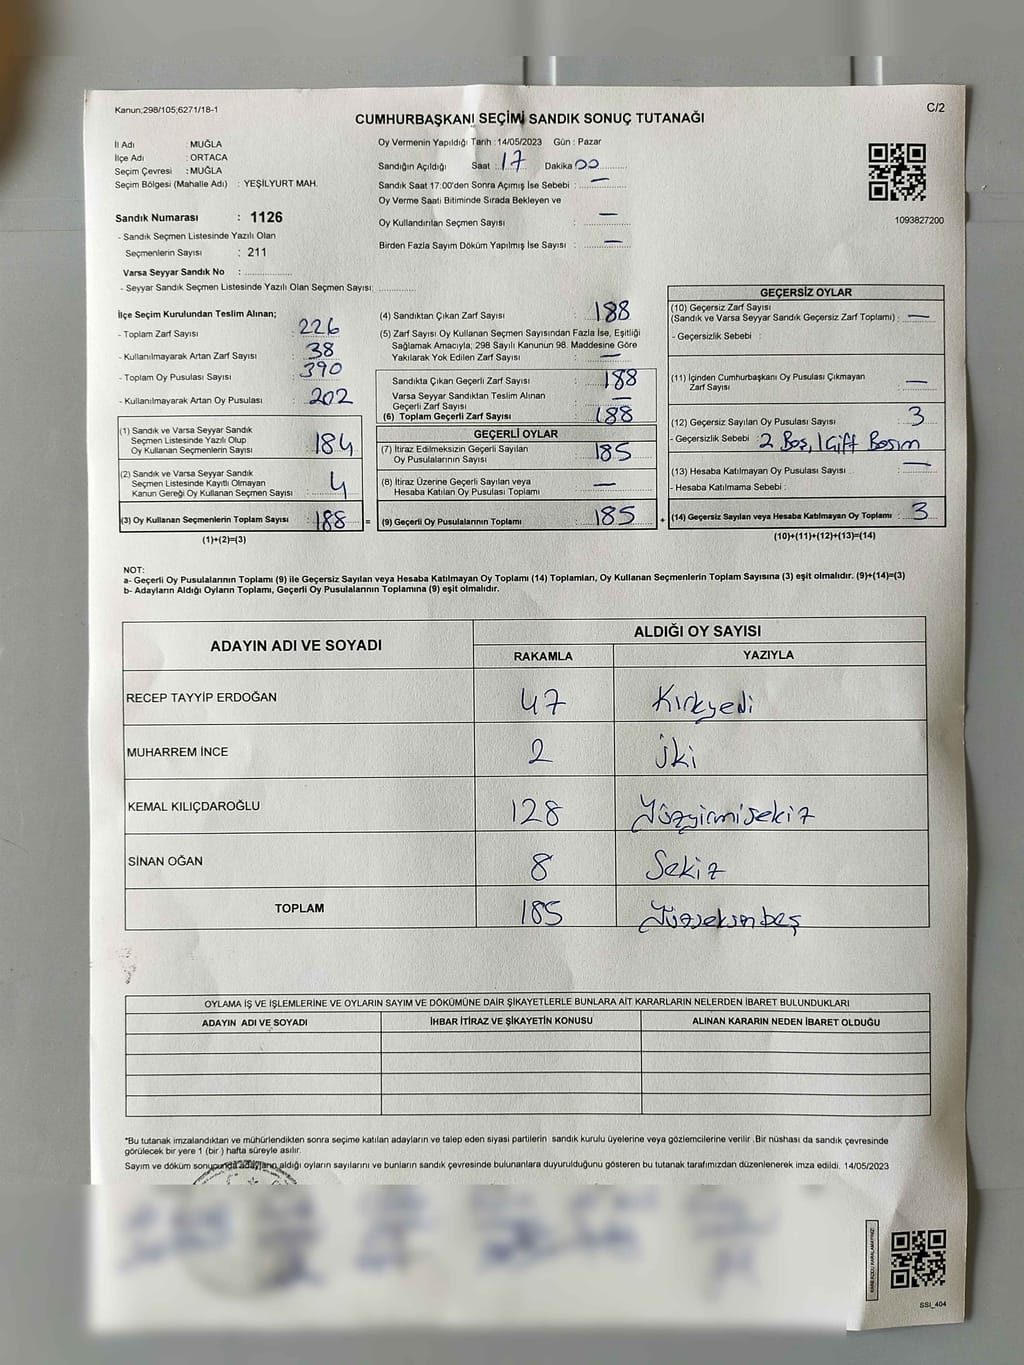 Kanun;298/105,6271/18-1
C/2
CUMHURBAŞKANI SEÇİMİ SANDIK SONUÇ TUTANAĞI
İl Adı : MUĞLA
İlçe Adı : ORTACA
Seçim Çevresi : MUĞLA
Seçim Bölgesi (Mahalle Adı) : YEŞİLYURT MAH.
Sandık Numarası : 1126
- Sandık Seçmen Listesinde Yazılı Olan
Seçmenlerin Sayısı : 211
Varsa Seyyar Sandık No : ..............
- Seyyar Sandık Seçmen Listesinde Yazılı Olan Seçmen Sayısı: ..............
Oy Vermenin Yapıldığı Tarih :14/05/2023 Gün : Pazar
Sandığın Açıldığı Saat : 17 Dakika 00
Sandık Saat 17:00'den Sonra Açımış İse Sebebi : —
Oy Verme Saati Bitiminde Sırada Bekleyen ve
Oy Kullandırılan Seçmen Sayısı : —
Birden Fazla Sayım Döküm Yapılmış İse Sayısı : —
1093827200
İlçe Seçim Kurulundan Teslim Alınan;
- Toplam Zarf Sayısı : 226
- Kullanılmayarak Artan Zarf Sayısı : 38
- Toplam Oy Pusulası Sayısı : 390
- Kullanılmayarak Artan Oy Pusulası : 202
(1) Sandık ve Varsa Seyyar Sandık
Seçmen Listesinde Yazılı Olup
Oy Kullanan Seçmenlerin Sayısı : 184
(2) Sandık ve Varsa Seyyar Sandık
Seçmen Listesinde Kayıtlı Olmayan
Kanun Gereği Oy Kullanan Seçmen Sayısı : 4
(3) Oy Kullanan Seçmenlerin Toplam Sayısı : 188 =
(1)+(2)=(3)
(4) Sandıktan Çıkan Zarf Sayısı : 188
(5) Zarf Sayısı Oy Kullanan Seçmen Sayısından Fazla İse, Eşitliği
Sağlamak Amacıyla; 298 Sayılı Kanunun 98. Maddesine Göre
Yakılarak Yok Edilen Zarf Sayısı : —
Sandıkta Çıkan Geçerli Zarf Sayısı : 188
Varsa Seyyar Sandıktan Teslim Alınan
Geçerli Zarf Sayısı : —
(6) Toplam Geçerli Zarf Sayısı : 188
GEÇERLİ OYLAR
(7) İtiraz Edilmeksizin Geçerli Sayılan
Oy Pusulalarının Sayısı : 185
(8) İtiraz Üzerine Geçerli Sayılan veya
Hesaba Katılan Oy Pusulası Toplamı : —
(9) Geçerli Oy Pusulalarının Toplamı : 185 +
GEÇERSİZ OYLAR
(10) Geçersiz Zarf Sayısı
(Sandık ve Varsa Seyyar Sandık Geçersiz Zarf Toplamı) : —
- Geçersizlik Sebebi :
(11) İçinden Cumhurbaşkanı Oy Pusulası Çıkmayan
Zarf Sayısı : —
(12) Geçersiz Sayılan Oy Pusulası Sayısı : 3
- Geçersizlik Sebebi : 2 Boş, 1 Çift Basım
(13) Hesaba Katılmayan Oy Pusulası Sayısı : —
- Hesaba Katılmama Sebebi :
(14) Geçersiz Sayılan veya Hesaba Katılmayan Oy Toplamı : 3
(10)+(11)+(12)+(13)=(14)
NOT:
a- Geçerli Oy Pusulalarının Toplamı (9) ile Geçersiz Sayılan veya Hesaba Katılmayan Oy Toplamı (14) Toplamları, Oy Kullanan Seçmenlerin Toplam Sayısına (3) eşit olmalıdır. (9)+(14)=(3)
b- Adayların Aldığı Oyların Toplamı, Geçerli Oy Pusulalarının Toplamına (9) eşit olmalıdır.
ADAYIN ADI VE SOYADI
ALDIĞI OY SAYISI
RAKAMLA YAZIYLA
RECEP TAYYİP ERDOĞAN 47 Kırkyedi
MUHARREM İNCE 2 İki
KEMAL KILIÇDAROĞLU 128 Yüzyirmisekiz
SİNAN OĞAN 8 Sekiz
TOPLAM 185 Yüzseksenbeş
OYLAMA İŞ VE İŞLEMLERİNE VE OYLARIN SAYIM VE DÖKÜMÜNE DAİR ŞİKAYETLERLE BUNLARA AİT KARARLARIN NELERDEN İBARET BULUNDUKLARI
ADAYIN ADI VE SOYADI İHBAR İTİRAZ VE ŞİKAYETİN KONUSU ALINAN KARARIN NEDEN İBARET OLDUĞU
*Bu tutanak imzalandıktan ve mühürlendikten sonra seçime katılan adayların ve talep eden siyasi partilerin sandık kurulu üyelerine veya gözlemcilerine verilir .Bir nüshası da sandık çevresinde
görülecek bir yere 1 (bir ) hafta süreyle asılır.
Sayım ve döküm sonucunda adayların aldığı oyların sayılarını ve bunların sandık çevresinde bulunanlara duyurulduğunu gösteren bu tutanak tarafımızdan düzenlenerek imza edildi. 14/05/2023
KAREKODU KARALAMAYINIZ!
SSI_404